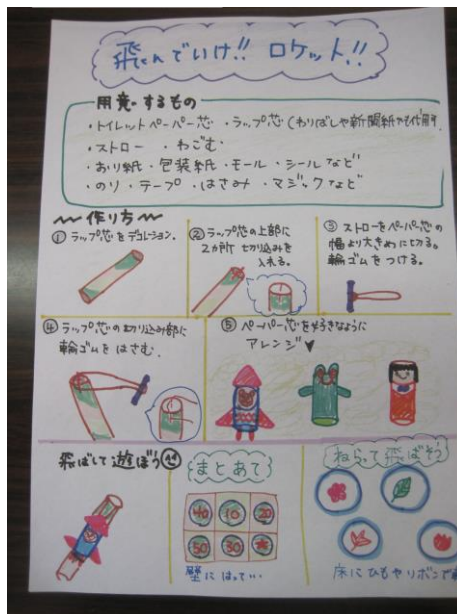 飛んでいけ!! ロケット!!
用意するもの
・トイレットペーパー芯 ・ラップ芯 (わりばしや新聞紙でも代用可
・ストロー ・わごむ
・おり紙・包装紙・モール・シールなど
・のり・テープ・はさみ・マジックなど
〜作り方〜
① ラップ芯をデコレーション。
② ラップ芯の上部に
2カ所切り込みを
入れる。
③ ストローをペーパー芯の
幅より大きめに切る。
輪ゴムをつける。
④ ラップ芯の切り込み部に
輪ゴムをはさむ。
⑤ ペーパー芯を好きなように
アレンジ♥
飛ばして遊ぼう
まとあて
40 10 20
50 30 ★
壁にはって…
ねらって飛ばそう
床にひもやリボンで